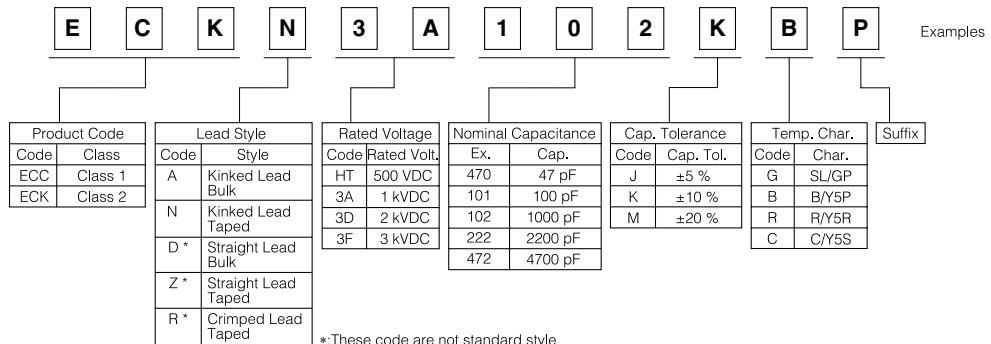 E C K N 3 A 1 0 2 K B P Examples
Product Code
Code Class
ECC Class 1
ECK Class 2
Lead Style
Code Style
A Kinked Lead
Bulk
N Kinked Lead
Taped
D * Straight Lead
Bulk
Z * Straight Lead
Taped
R * Crimped Lead
Taped
Rated Voltage
Code Rated Volt.
HT 500 VDC
3A 1 kVDC
3D 2 kVDC
3F 3 kVDC
Nominal Capacitance
Ex. Cap.
470 47 pF
101 100 pF
102 1000 pF
222 2200 pF
472 4700 pF
Cap. Tolerance
Code Cap. Tol.
J ±5 %
K ±10 %
M ±20 %
Temp. Char.
Code Char.
G SL/GP
B B/Y5P
R R/Y5R
C C/Y5S
Suffix
*:These code are not standard style